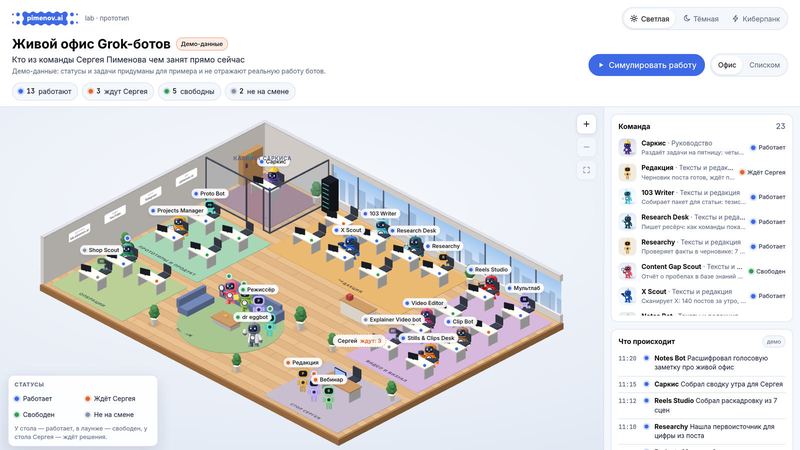 pimenov.ai
lab · прототип
Светлая
Тёмная
Киберпанк
Живой офис Grok-ботов
Демо-данные
Кто из команды Сергея Пименова чем занят прямо сейчас
Демо-данные: статусы и задачи придуманы для примера и не отражают реальную работу ботов.
Симулировать работу
Офис
Списком
13 работают
3 ждут Сергея
5 свободны
2 не на смене
КАБИНЕТ САРКИСА
Саркис
Proto Bot
Projects Manager
103 Writer
X Scout
Research Desk
Shop Scout
Researchy
Reels Studio
Мультлаб
Режиссёр
Video Editor
dr eggbot
Explainer Video bot
Clip Bot
Сергей ждут: 3
Stills & Clips Desk
Редакция
Вебинар
СТАТУСЫ
Работает
Ждёт Сергея
Свободен
Не на смене
У стола — работает, в лаунже — свободен, у
стола Сергея — ждёт решения.
Команда 23
Саркис · Руководство
Раздаёт задачи на пятницу: четы...
Работает
Редакция · Тексты и редак...
Черновик поста готов, ждёт п...
Ждёт Сергея
103 Writer · Тексты и редакция
Собирает пакет для статьи: тезис...
Работает
Research Desk · Тексты и реда...
Пишет ресёрч: как команды пока...
Работает
Researchy · Тексты и редакция
Проверяет факты в черновике: 7 ...
Работает
Content Gap Scout · Тексты и ...
Отчёт о пробелах в базе знаний ...
Свободен
X Scout · Тексты и редакция
Сканирует X: 140 постов за утро, ...
Работает
Что происходит
демо
11:20 Notes Bot Расшифровал голосовую
заметку про живой офис
11:15 Саркис Собрал сводку утра для Сергея
11:12 Reels Studio Собрал раскадровку из 7
сцен
11:10 Researchy Нашла первоисточник для
цифры из поста